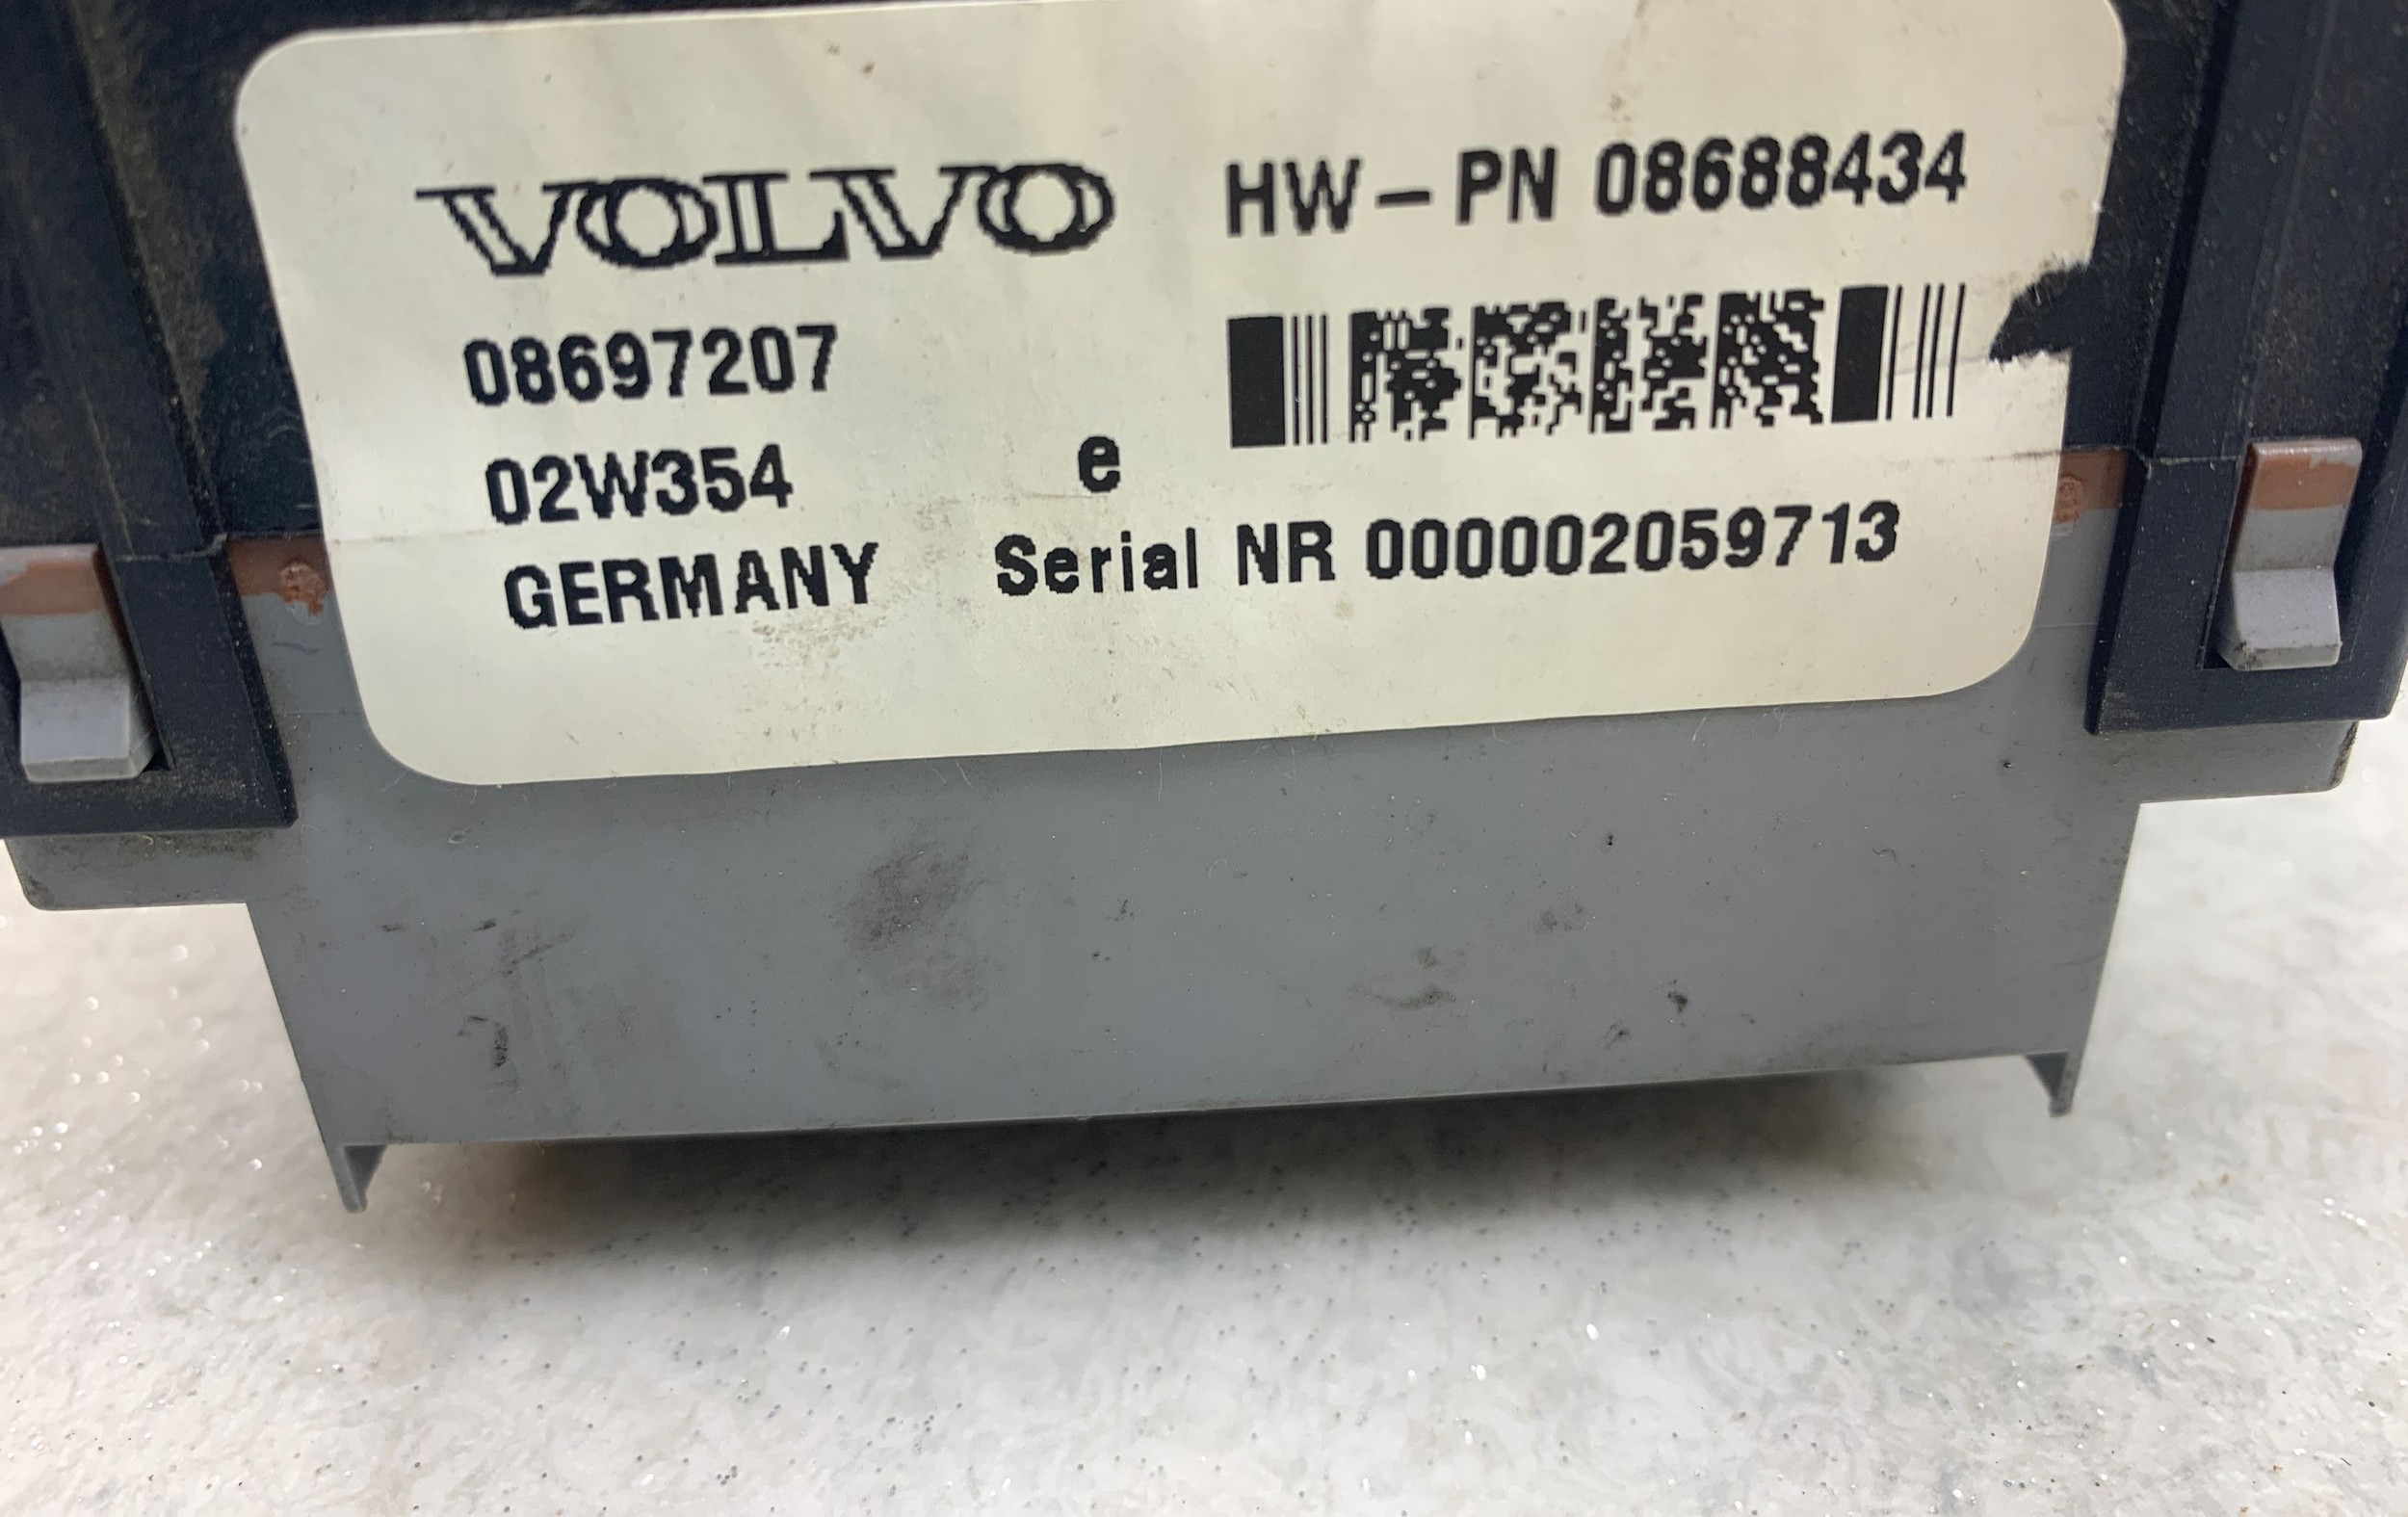 VOLVO
HW-PN 08688434
08697207
02W354
e
GERMANY
Serial NR 000002059713